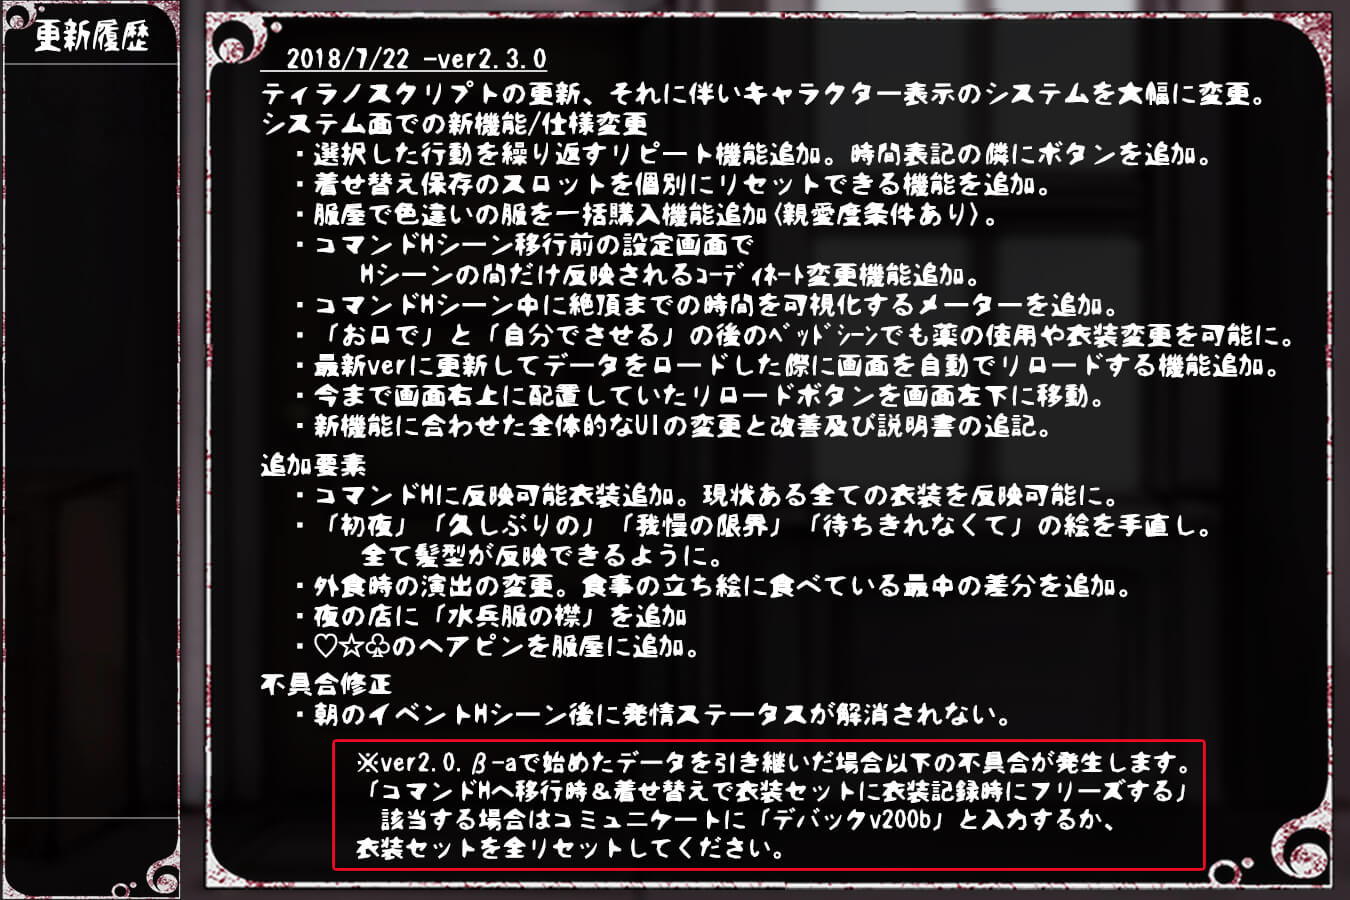 更新履歴
2018/7/22 -ver2.3.0
ティラノスクリプトの更新、それに伴いキャラクター表示のシステムを大幅に変更。
システム面での新機能/仕様変更
・選択した行動を繰り返すリピート機能追加。時間表記の隣にボタンを追加。
・着せ替え保存のスロットを個別にリセットできる機能を追加。
・服屋で色違いの服を一括購入機能追加(親愛度条件あり)。
・コマンドHシーン移行前の設定画面で
Hシーンの間だけ反映されるｺｰﾃﾞｨﾈｰﾄ変更機能追加。
・コマンドHシーン中に絶頂までの時間を可視化するメーターを追加。
・「お口で」と「自分でさせる」の後のﾍﾞｯﾄﾞｼｰﾝでも薬の使用や衣装変更を可能に。
・最新verに更新してデータをロードした際に画面を自動でリロードする機能追加。
・今まで画面右上に配置していたリロードボタンを画面左下に移動。
・新機能に合わせた全体的なUIの変更と改善及び説明書の追記。
追加要素
・コマンドHに反映可能衣装追加。現状ある全ての衣装を反映可能に。
・「初夜」「久しぶりの」「我慢の限界」「待ちきれなくて」の絵を手直し。
全て髪型が反映できるように。
・外食時の演出の変更。食事の立ち絵に食べている最中の差分を追加。
・夜の店に「水兵服の襟」を追加
・♡☆♧のヘアピンを服屋に追加。
不具合修正
・朝のイベントHシーン後に発情ステータスが解消されない。
※ver2.0.β-aで始めたデータを引き継いだ場合以下の不具合が発生します。
「コマンドHへ移行時＆着せ替えで衣装セットに衣装記録時にフリーズする」
該当する場合はコミュニケートに「デバックv200b」と入力するか、
衣装セットを全リセットしてください。